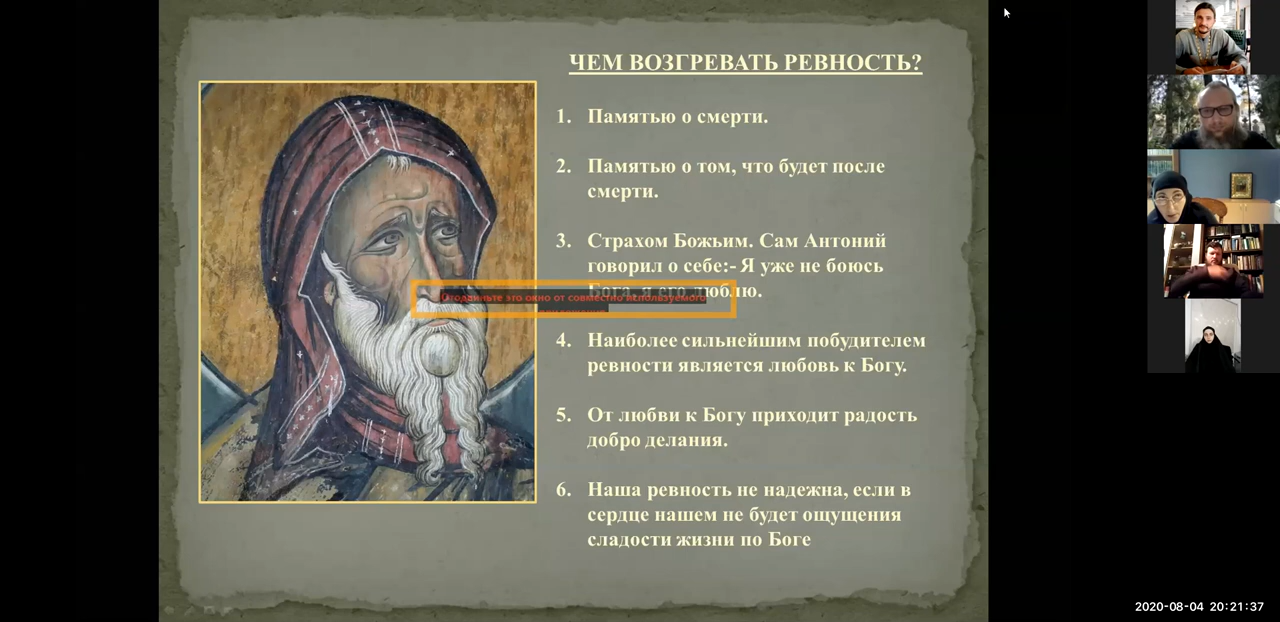 ЧЕМ ВОЗГРЕВАТЬ РЕВНОСТЬ?
1. Памятью о смерти.
2. Памятью о том, что будет после
смерти.
3. Страхом Божьим. Сам Антоний
говорил о себе:- Я уже не боюсь
Бога, я его люблю.
Отодвиньте это окно от совместно используемого
4. Наиболее сильнейшим побудителем
ревности является любовь к Богу.
5. От любви к Богу приходит радость
добро делания.
6. Наша ревность не надежна, если в
сердце нашем не будет ощущения
сладости жизни по Боге
2020-08-04 20:21:37